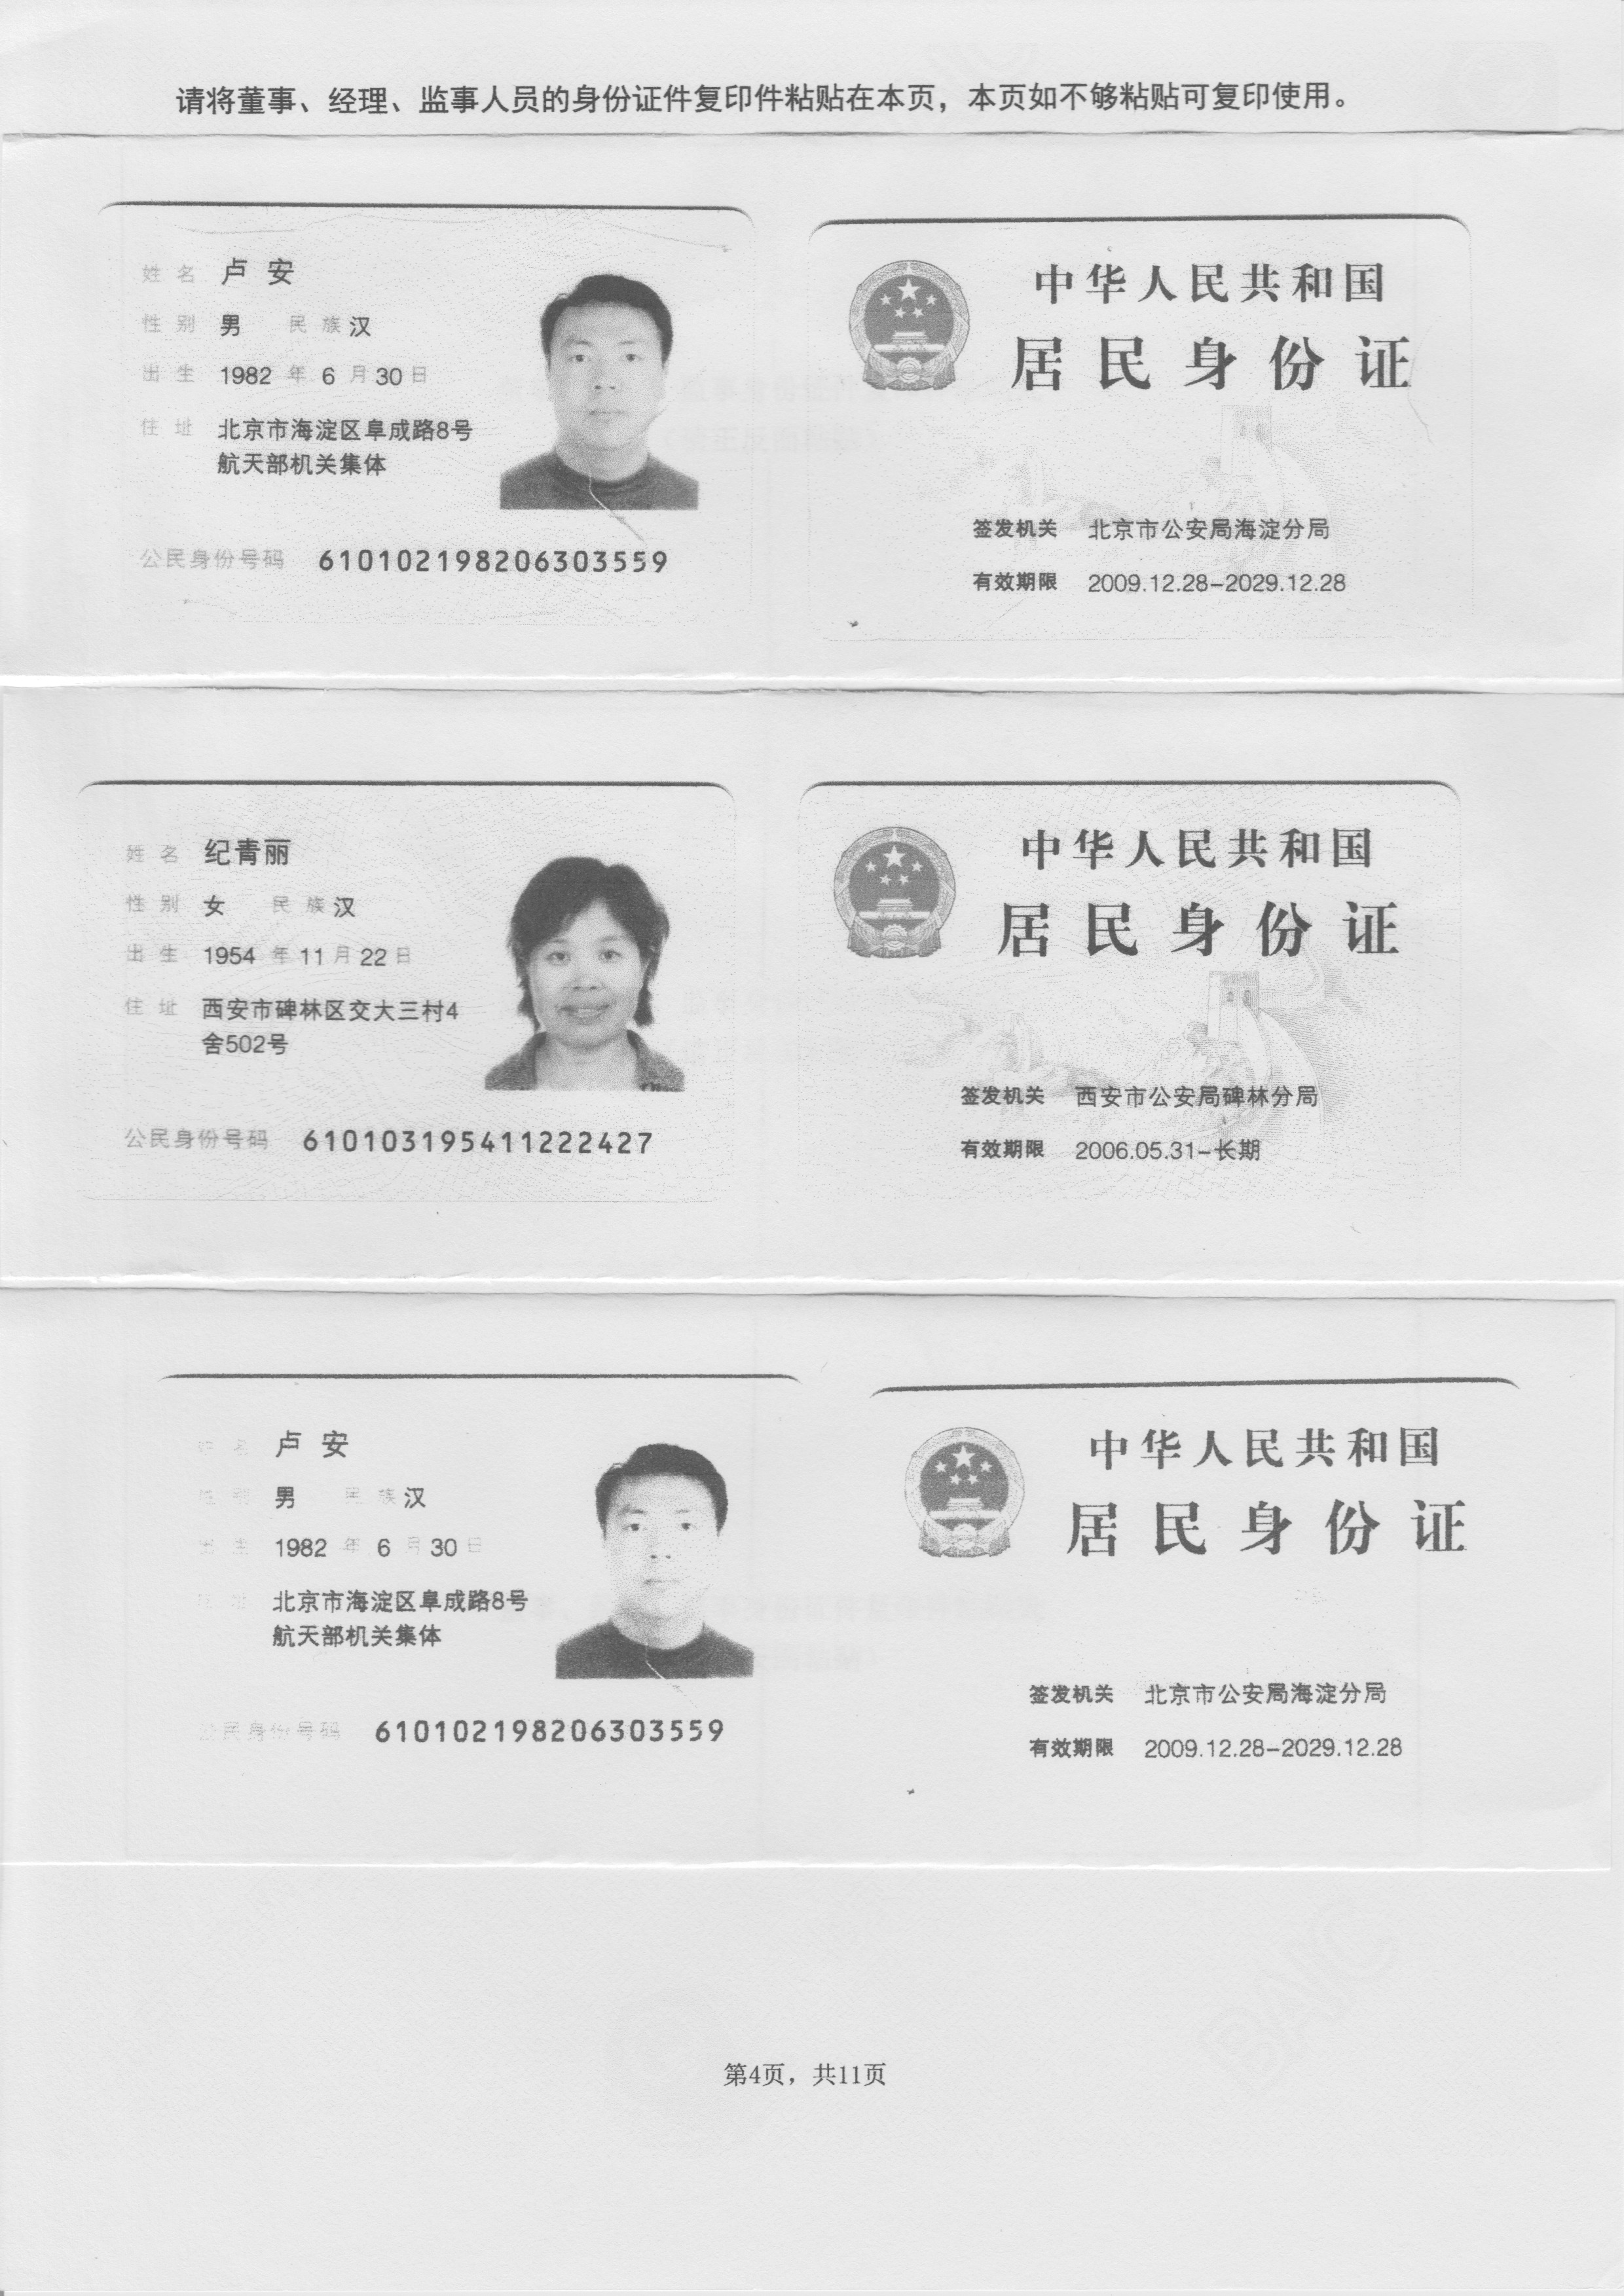 请将董事、经理、监事人员的身份证件复印件粘贴在本页，本页如不够粘贴可复印使用。
姓名 卢安
性别 男 民族 汉
出生 1982 年 6 月 30 日
住址 北京市海淀区阜成路8号
航天部机关集体
公民身份号码 610102198206303559
中华人民共和国
居民身份证
签发机关 北京市公安局海淀分局
有效期限 2009.12.28-2029.12.28
姓名 纪青丽
性别 女 民族 汉
出生 1954 年 11 月 22 日
住址 西安市碑林区交大三村4
舍502号
公民身份号码 610103195411222427
中华人民共和国
居民身份证
签发机关 西安市公安局碑林分局
有效期限 2006.05.31-长期
姓名 卢安
性别 男 民族 汉
出生 1982 年 6 月 30 日
住址 北京市海淀区阜成路8号
航天部机关集体
公民身份号码 610102198206303559
中华人民共和国
居民身份证
签发机关 北京市公安局海淀分局
有效期限 2009.12.28-2029.12.28
第4页，共11页